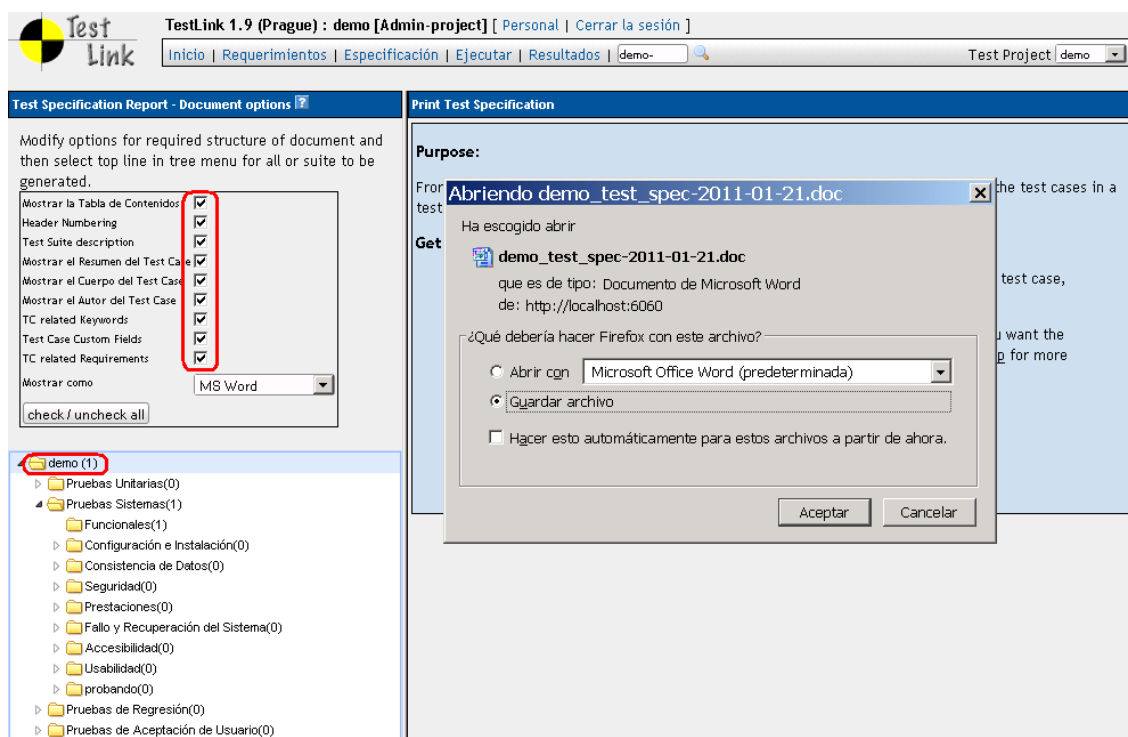 Test Link
TestLink 1.9 (Prague) : demo [Admin-project] [ Personal | Cerrar la sesión ]
Inicio | Requerimientos | Especificación | Ejecutar | Resultados | demo-
Test Project demo
Test Specification Report - Document options ?
Modify options for required structure of document and
then select top line in tree menu for all or suite to be
generated.
Mostrar la Tabla de Contenidos
Header Numbering
Test Suite description
Mostrar el Resumen del Test Case
Mostrar el Cuerpo del Test Case
Mostrar el Autor del Test Case
TC related Keywords
Test Case Custom Fields
TC related Requirements
Mostrar como MS Word
check / uncheck all
demo (1)
Pruebas Unitarias(0)
Pruebas Sistemas(1)
Funcionales(1)
Configuración e Instalación(0)
Consistencia de Datos(0)
Seguridad(0)
Prestaciones(0)
Fallo y Recuperación del Sistema(0)
Accesibilidad(0)
Usabilidad(0)
probando(0)
Pruebas de Regresión(0)
Pruebas de Aceptación de Usuario(0)
Print Test Specification
Purpose:
the test cases in a
test
Get
test case,
want the
for more
Abriendo demo_test_spec-2011-01-21.doc
Ha escogido abrir
demo_test_spec-2011-01-21.doc
que es de tipo: Documento de Microsoft Word
de: http://localhost:6060
¿Qué debería hacer Firefox con este archivo?
Abrir con Microsoft Office Word (predeterminada)
Guardar archivo
Hacer esto automáticamente para estos archivos a partir de ahora.
Aceptar Cancelar